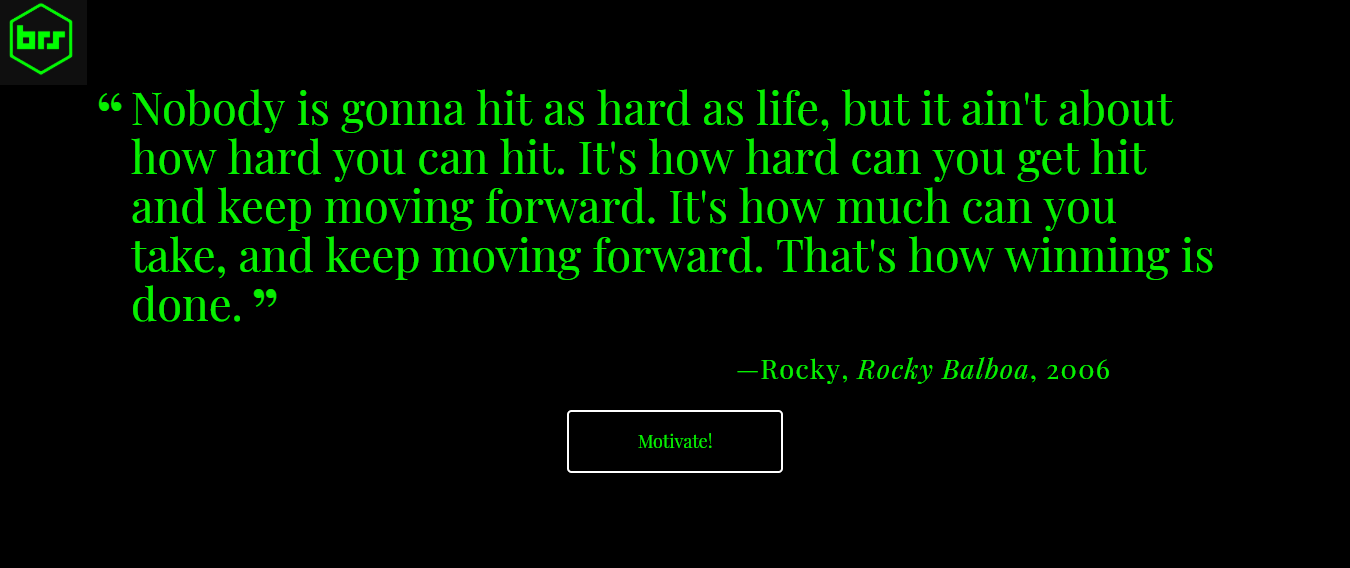 brs
“ Nobody is gonna hit as hard as life, but it ain't about
how hard you can hit. It's how hard can you get hit
and keep moving forward. It's how much can you
take, and keep moving forward. That's how winning is
done. ”
—Rocky, Rocky Balboa, 2006
Motivate!